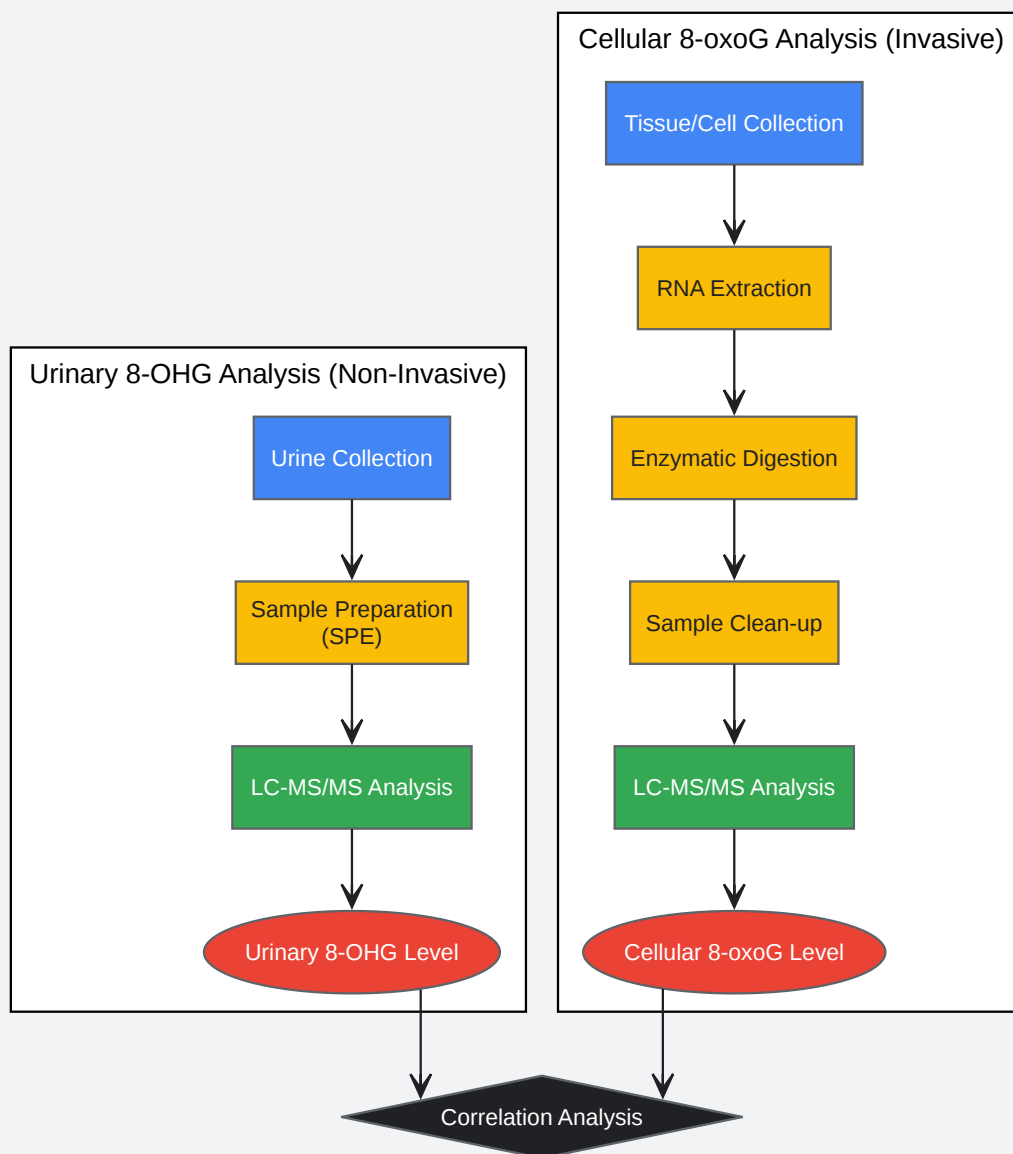 Cellular 8-oxoG Analysis (Invasive)
Tissue/Cell Collection
RNA Extraction
Enzymatic Digestion
Sample Clean-up
LC-MS/MS Analysis
Cellular 8-oxoG Level
Urinary 8-OHG Analysis (Non-Invasive)
Urine Collection
Sample Preparation
(SPE)
LC-MS/MS Analysis
Urinary 8-OHG Level
Correlation Analysis